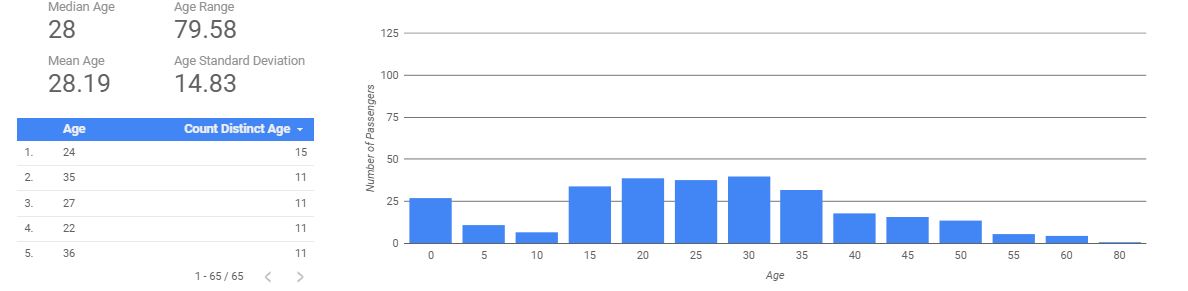 Median Age
28
Age Range
79.58
Mean Age
28.19
Age Standard Deviation
14.83
Age Count Distinct Age
1. 24 15
2. 35 11
3. 27 11
4. 22 11
5. 36 11
1 - 65 / 65
Number of Passengers
125
100
75
50
25
0
0 5 10 15 20 25 30 35 40 45 50 55 60 80
Age